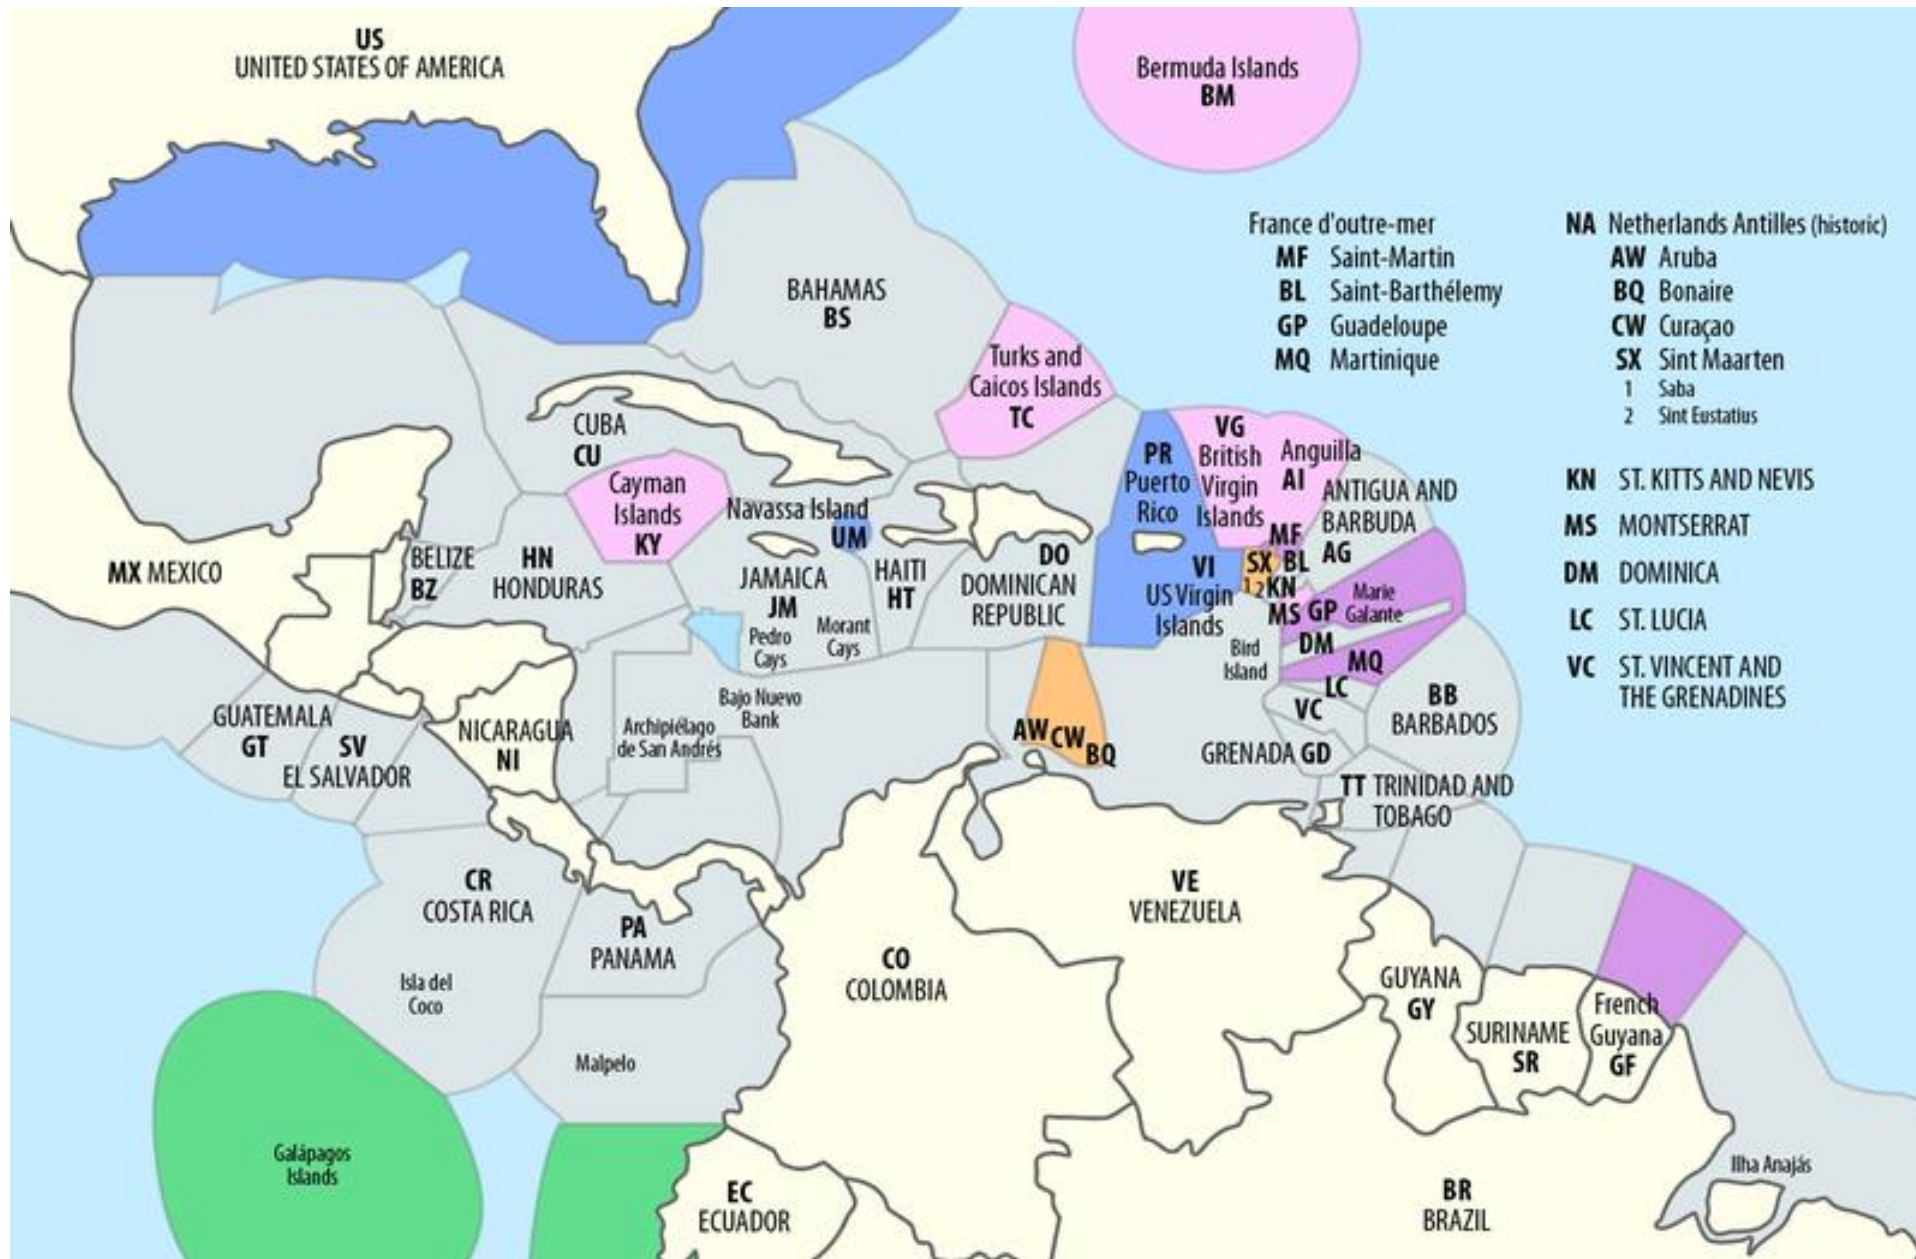 US
UNITED STATES OF AMERICA
Bermuda Islands
BM
France d'outre-mer
MF Saint-Martin
BL Saint-Barthélemy
GP Guadeloupe
MQ Martinique
NA Netherlands Antilles (historic)
AW Aruba
BQ Bonaire
CW Curaçao
SX Sint Maarten
1 Saba
2 Sint Eustatius
KN ST. KITTS AND NEVIS
MS MONTSERRAT
DM DOMINICA
LC ST. LUCIA
VC ST. VINCENT AND
THE GRENADINES
BAHAMAS
BS
Turks and
Caicos Islands
TC
CUBA
CU
Cayman
Islands
KY
Navassa Island
UM
PR
Puerto
Rico
VG
British
Virgin
Islands
Anguilla
AI
ANTIGUA AND
BARBUDA
AG
MF
BL
SX
1 2 KN
MS
GP
Marie
Galante
DM
MQ
LC
VC
BB
BARBADOS
GRENADA GD
TT TRINIDAD AND
TOBAGO
VI
US Virgin
Islands
Bird
Island
MX MEXICO
BELIZE
BZ
HN
HONDURAS
JAMAICA
JM
Pedro
Cays
Morant
Cays
HAITI
HT
DO
DOMINICAN
REPUBLIC
Bajo Nuevo
Bank
Archipiélago
de San Andrés
GUATEMALA
GT
SV
EL SALVADOR
NICARAGUA
NI
AW
CW
BQ
CR
COSTA RICA
Isla del
Coco
PA
PANAMA
Malpelo
CO
COLOMBIA
VE
VENEZUELA
GUYANA
GY
SURINAME
SR
French
Guyana
GF
Galápagos
Islands
EC
ECUADOR
BR
BRAZIL
Ilha Anajás